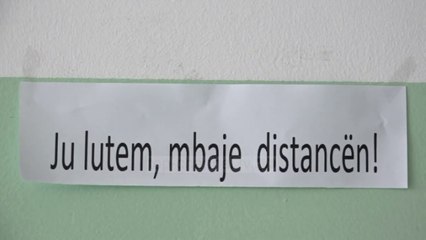 Ju lutem, mbaje distancën!